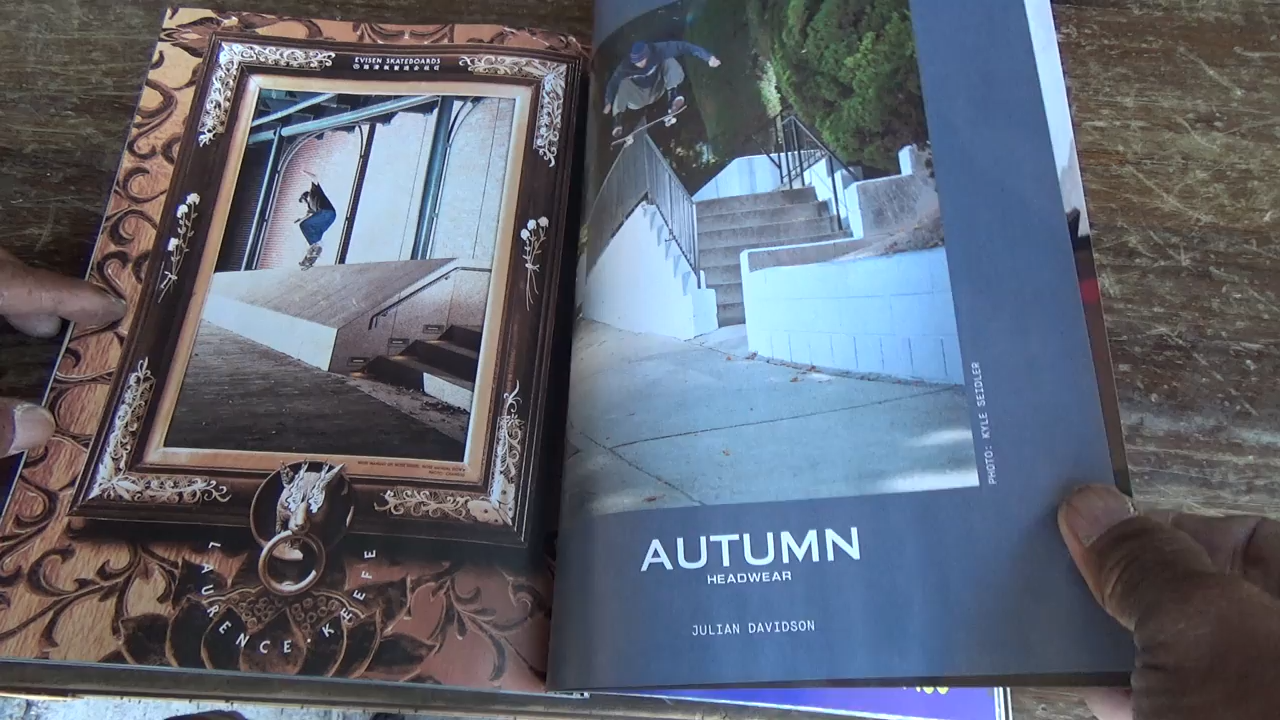 EVISEN SKATEBOARDS
LAURENCE KEEFE
PHOTO: KYLE SEIDLER
AUTUMN
HEADWEAR
JULIAN DAVIDSON